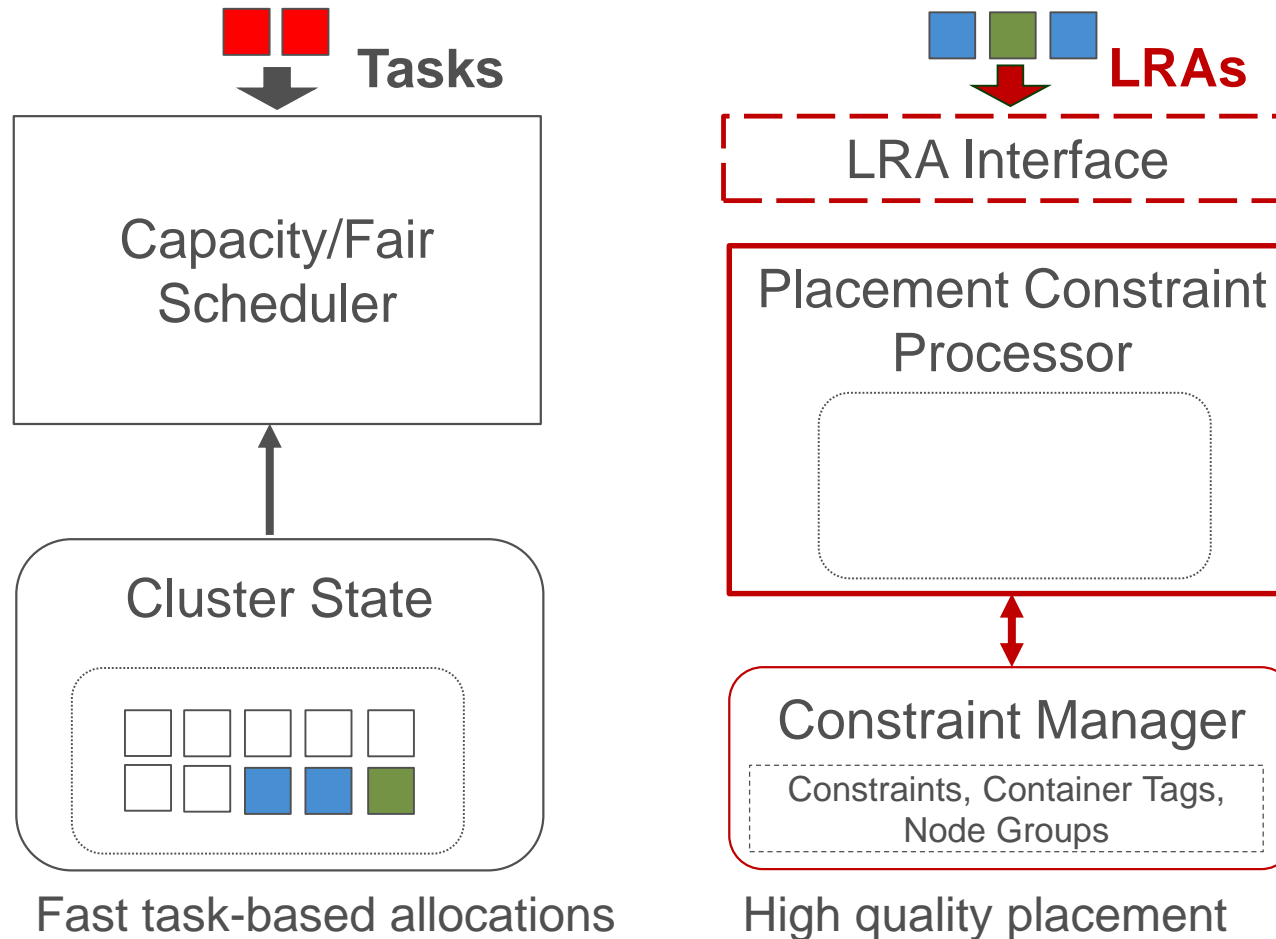 Tasks
Capacity/Fair
Scheduler
Cluster State
Fast task-based allocations
LRAs
LRA Interface
Placement Constraint
Processor
Constraint Manager
Constraints, Container Tags,
Node Groups
High quality placement